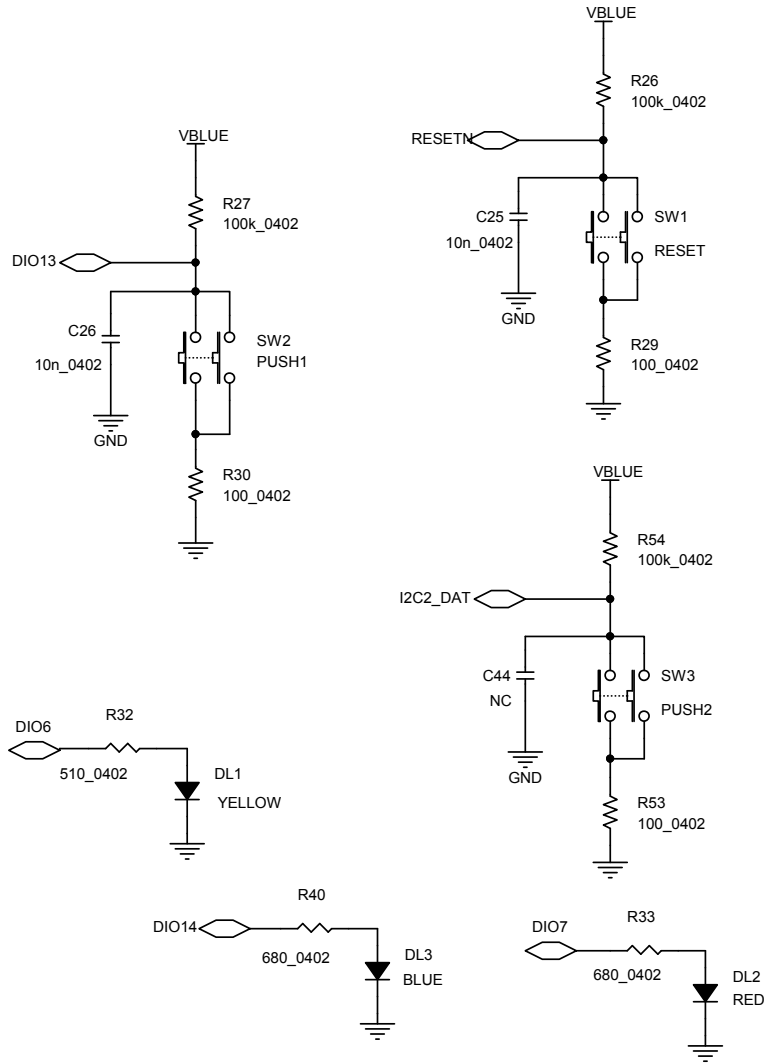 VBLUE
R26
100k_0402
RESETN
C25
10n_0402
SW1
RESET
GND
R29
100_0402
VBLUE
R27
100k_0402
DIO13
C26
10n_0402
SW2
PUSH1
GND
R30
100_0402
VBLUE
R54
100k_0402
I2C2_DAT
C44
NC
SW3
PUSH2
GND
R53
100_0402
DIO6
R32
510_0402
DL1
YELLOW
DIO14
R40
680_0402
DL3
BLUE
DIO7
R33
680_0402
DL2
RED